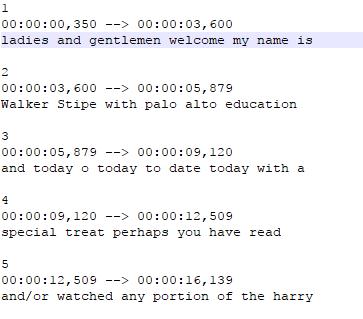 1
00:00:00,350 --> 00:00:03,600
ladies and gentlemen welcome my name is
2
00:00:03,600 --> 00:00:05,879
Walker Stipe with palo alto education
3
00:00:05,879 --> 00:00:09,120
and today o today to date today with a
4
00:00:09,120 --> 00:00:12,509
special treat perhaps you have read
5
00:00:12,509 --> 00:00:16,139
and/or watched any portion of the harry